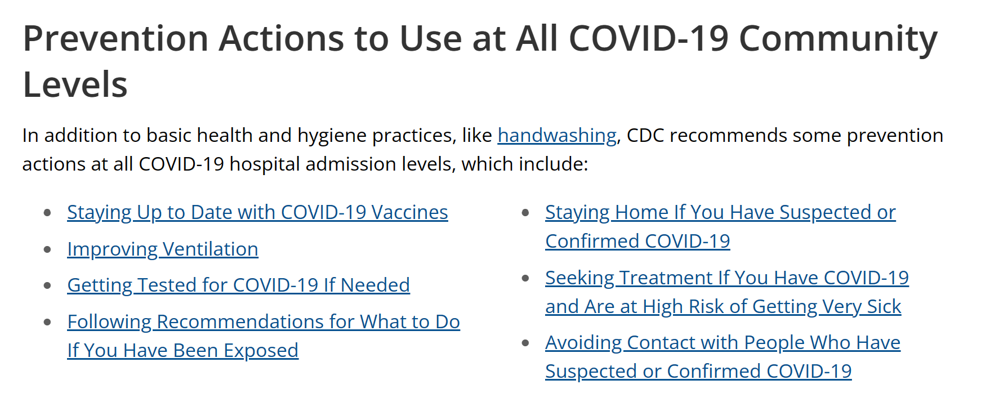 Prevention Actions to Use at All COVID-19 Community
Levels
In addition to basic health and hygiene practices, like handwashing, CDC recommends some prevention
actions at all COVID-19 hospital admission levels, which include:
Staying Up to Date with COVID-19 Vaccines
Improving Ventilation
Getting Tested for COVID-19 If Needed
Following Recommendations for What to Do
If You Have Been Exposed
Staying Home If You Have Suspected or
Confirmed COVID-19
Seeking Treatment If You Have COVID-19
and Are at High Risk of Getting Very Sick
Avoiding Contact with People Who Have
Suspected or Confirmed COVID-19